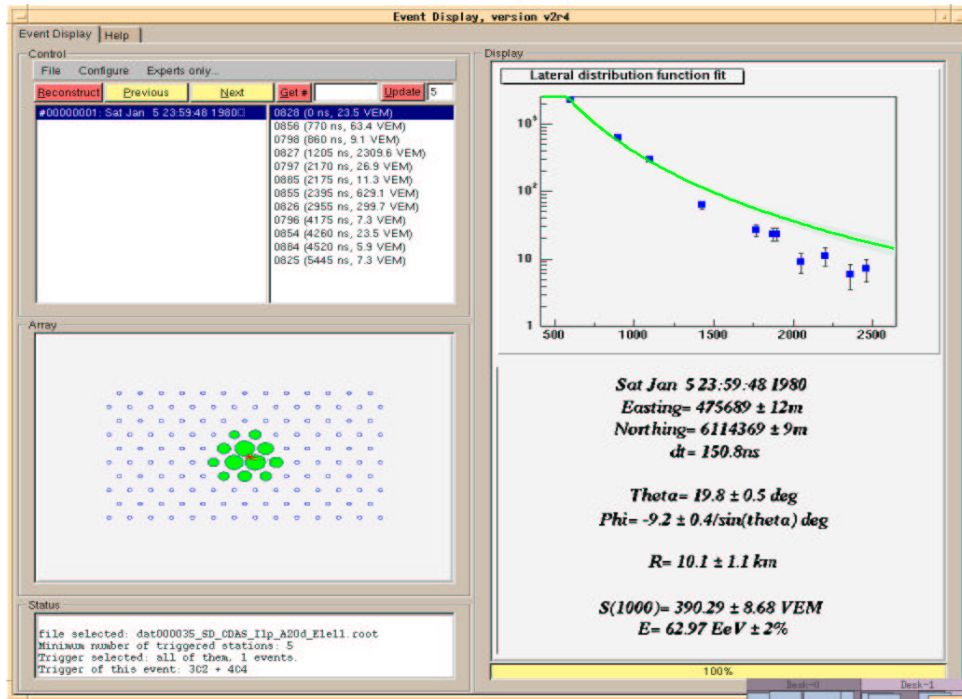 Event Display, version v2r4
Event Display Help
Control
File Configure Experts only...
Reconstruct Previous Next Get # Update 5
#00000001: Sat Jan 5 23:59:48 1980
0828 (0 ns, 23.5 VEM)
0856 (770 ns, 63.4 VEM)
0798 (860 ns, 9.1 VEM)
0827 (1205 ns, 2309.6 VEM)
0797 (2170 ns, 26.9 VEM)
0885 (2175 ns, 11.3 VEM)
0855 (2395 ns, 629.1 VEM)
0826 (2955 ns, 299.7 VEM)
0796 (4175 ns, 7.3 VEM)
0854 (4260 ns, 23.5 VEM)
0884 (4520 ns, 5.9 VEM)
0825 (5445 ns, 7.3 VEM)
Array
Status
file selected: dat000035_SD_CDAS_I1p_A20d_E1e11.root
Minimum number of triggered stations: 5
Trigger selected: all of them, 1 events.
Trigger of this event: 3C2 + 4C4
Display
Lateral distribution function fit
10³
10²
10
1
500 1000 1500 2000 2500
Sat Jan 5 23:59:48 1980
Easting= 475689 ± 12m
Northing= 6114369 ± 9m
dt= 150.8ns
Theta= 19.8 ± 0.5 deg
Phi= -9.2 ± 0.4/sin(theta) deg
R= 10.1 ± 1.1 km
S(1000)= 390.29 ± 8.68 VEM
E= 62.97 EeV ± 2%
100%
Desk-0 Desk-1